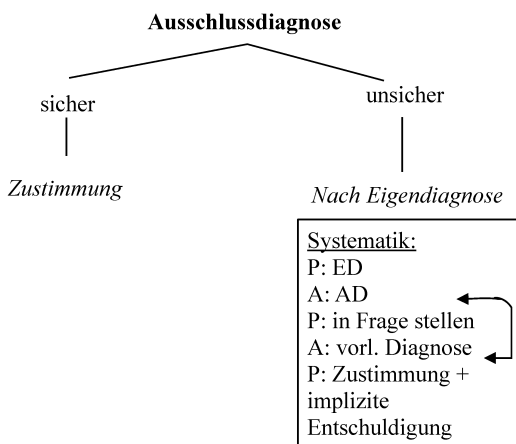 Ausschlussdiagnose
sicher
unsicher
Zustimmung
Nach Eigendiagnose
Systematik:
P: ED
A: AD
P: in Frage stellen
A: vorl. Diagnose
P: Zustimmung +
implizite
Entschuldigung